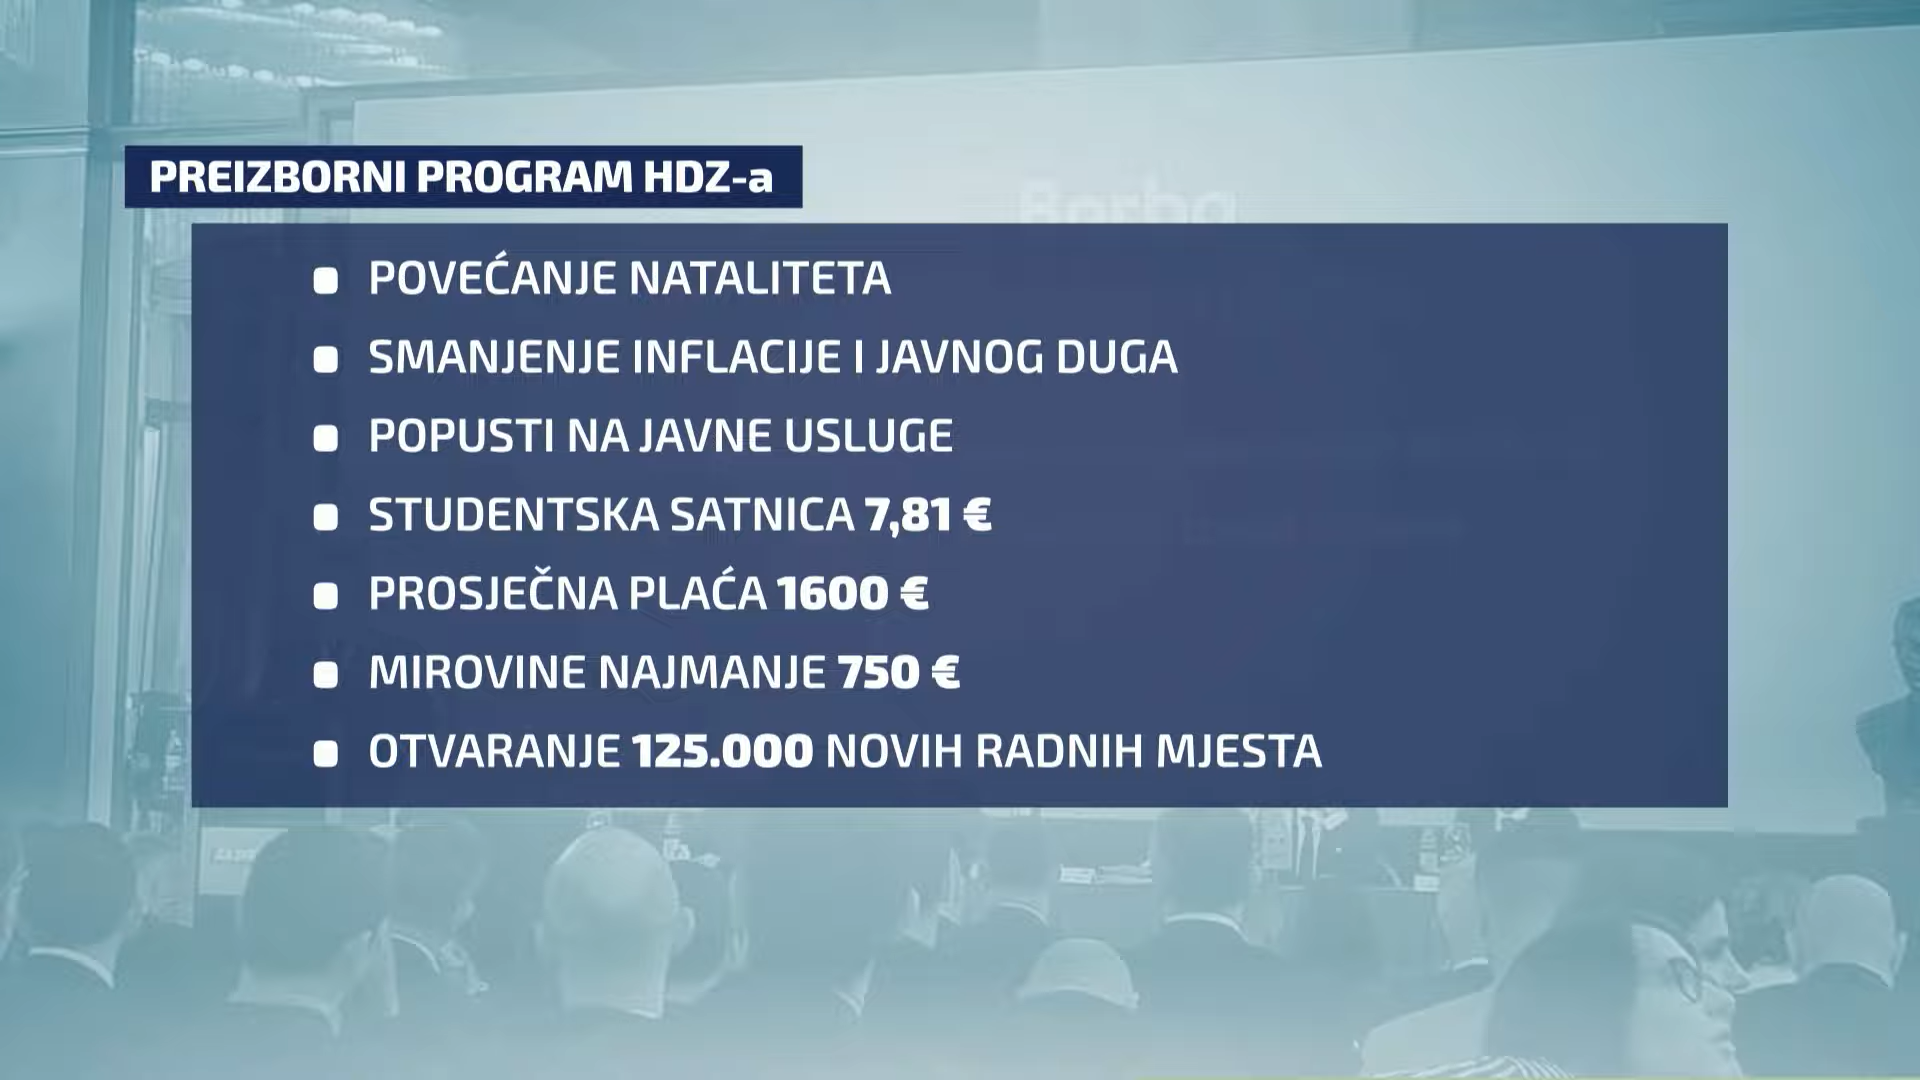 PREIZBORNI PROGRAM HDZ-a
Borba
POVEĆANJE NATALITETA
SMANJENJE INFLACIJE I JAVNOG DUGA
POPUSTI NA JAVNE USLUGE
STUDENTSKA SATNICA 7,81 €
PROSJEČNA PLAĆA 1600 €
MIROVINE NAJMANJE 750 €
OTVARANJE 125.000 NOVIH RADNIH MJESTA